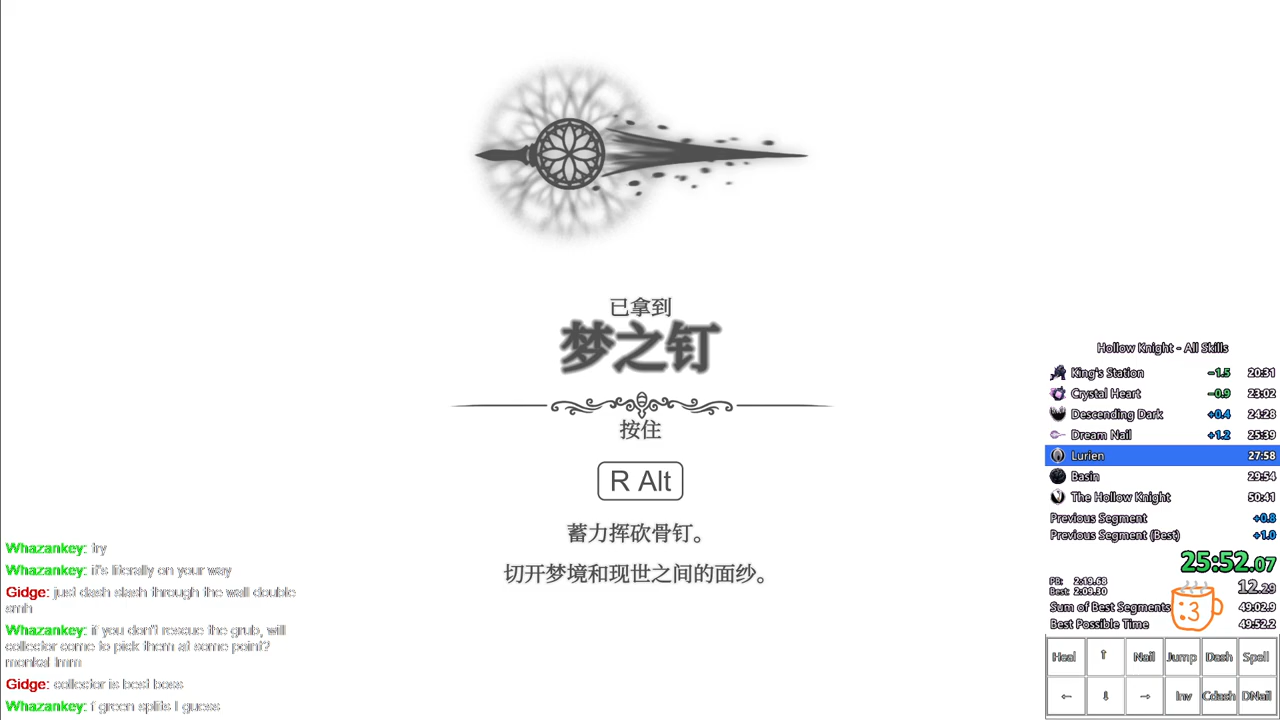 已拿到
梦之钉
按住
R Alt
蓄力挥砍骨钉。
切开梦境和现世之间的面纱。
Whazankey: try
Whazankey: it's literally on your way
Gidge: just dash slash through the wall double
smh
Whazankey: if you don't rescue the grub, will
collector come to pick them at some point?
monkaHmm
Gidge: collector is best boss
Whazankey: f green splits I guess
Hollow Knight - All Skills
King's Station −1.5 20:31
Crystal Heart −0.9 23:02
Descending Dark +0.4 24:28
Dream Nail +1.2 25:39
Lurien 27:58
Basin 29:54
The Hollow Knight 50:41
Previous Segment +0.8
Previous Segment (Best) +1.0
25:52.07
PB: 2:19.68
Best: 2:09.30
12.29
Sum of Best Segments 49:02.9
Best Possible Time 49:52.2
Heal ↑ Nail Jump Dash Spell
← ↓ → Inv Cdash DNail